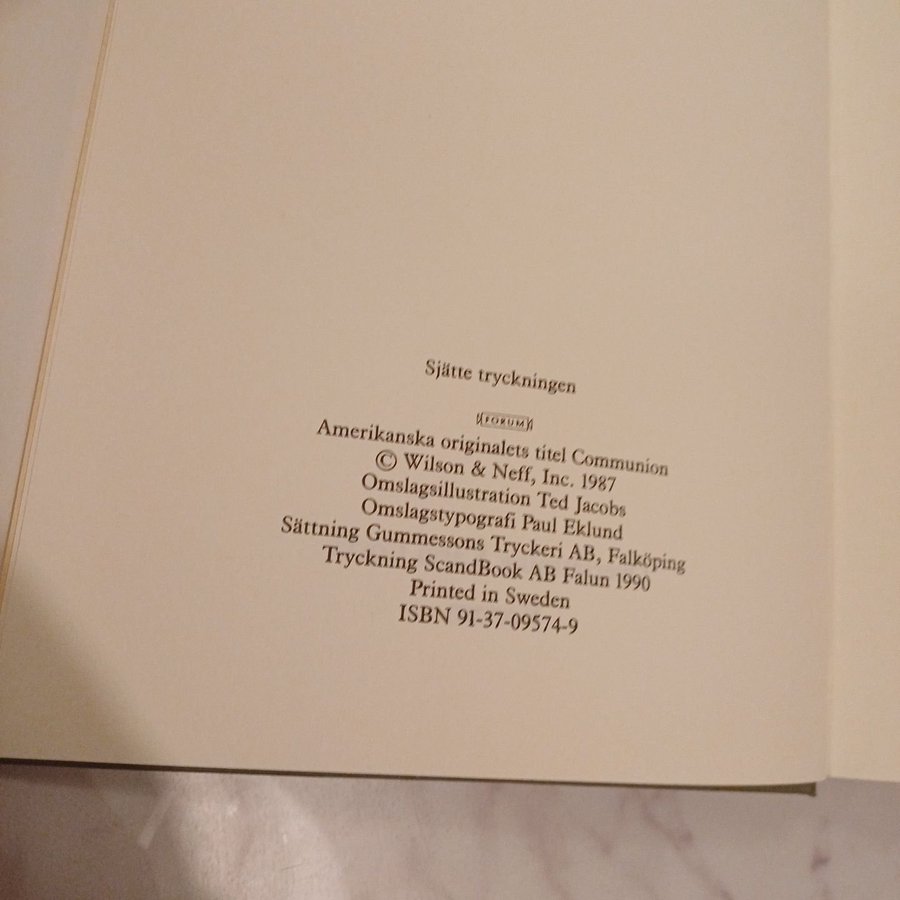 Sjätte tryckningen
FORUM
Amerikanska originalets titel Communion
© Wilson & Neff, Inc. 1987
Omslagsillustration Ted Jacobs
Omslagstypografi Paul Eklund
Sättning Gummessons Tryckeri AB, Falköping
Tryckning ScandBook AB Falun 1990
Printed in Sweden
ISBN 91-37-09574-9